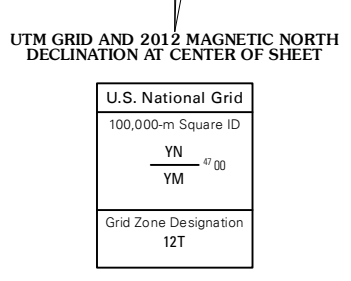 UTM GRID AND 2012 MAGNETIC NORTH
DECLINATION AT CENTER OF SHEET
U.S. National Grid
100,000-m Square ID
YN
47 00
YM
Grid Zone Designation
12T